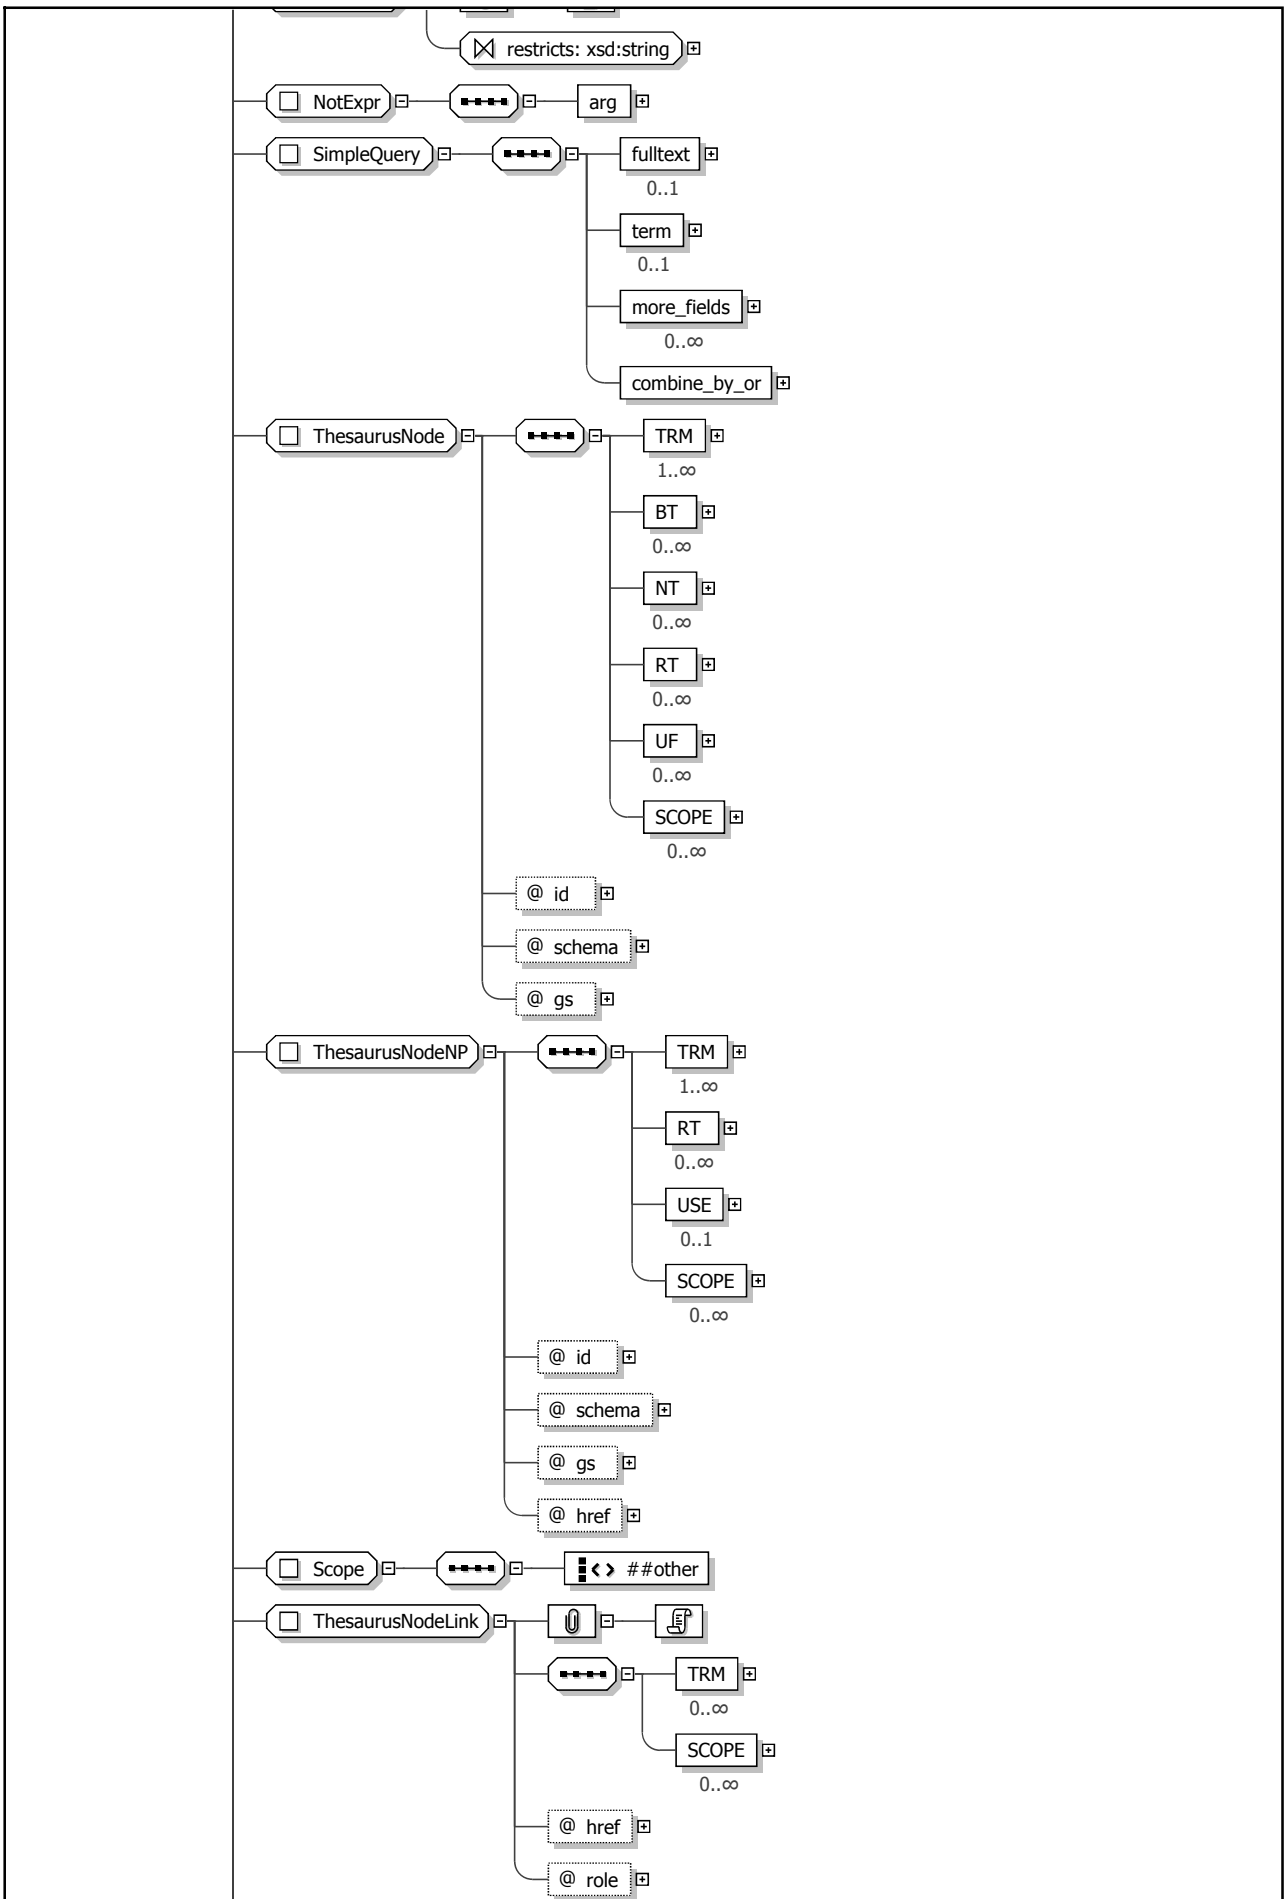 restricts: xsd:string
NotExpr arg
SimpleQuery fulltext
0..1
term
0..1
more_fields
0..∞
combine_by_or
ThesaurusNode TRM
1..∞
BT
0..∞
NT
0..∞
RT
0..∞
UF
0..∞
SCOPE
0..∞
@ id
@ schema
@ gs
ThesaurusNodeNP TRM
1..∞
RT
0..∞
USE
0..1
SCOPE
0..∞
@ id
@ schema
@ gs
@ href
Scope ##other
ThesaurusNodeLink
TRM
0..∞
SCOPE
0..∞
@ href
@ role